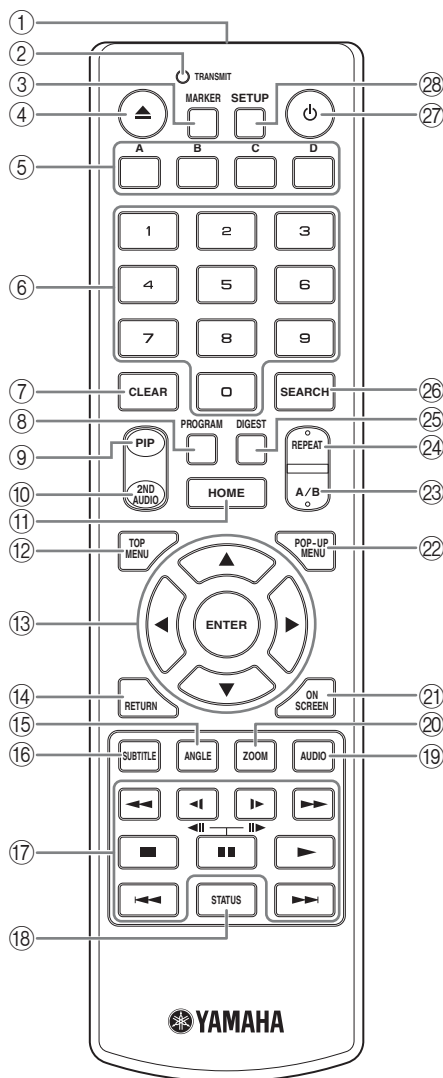 ①
② TRANSMIT
③ MARKER SETUP ㉘
④ ㉗
A B C D
⑤
1 2 3
⑥ 4 5 6
7 8 9
⑦ CLEAR 0 SEARCH ㉖
⑧ PROGRAM DIGEST ㉕
⑨ PIP REPEAT ㉔
⑩ 2ND AUDIO A/B ㉓
⑪ HOME
⑫ TOP MENU POP-UP MENU ㉒
⑬ ENTER
⑭ RETURN ON SCREEN ㉑
⑮
⑯ SUBTITLE ANGLE ZOOM AUDIO ⑳
⑲
⑰
⑱ STATUS
YAMAHA